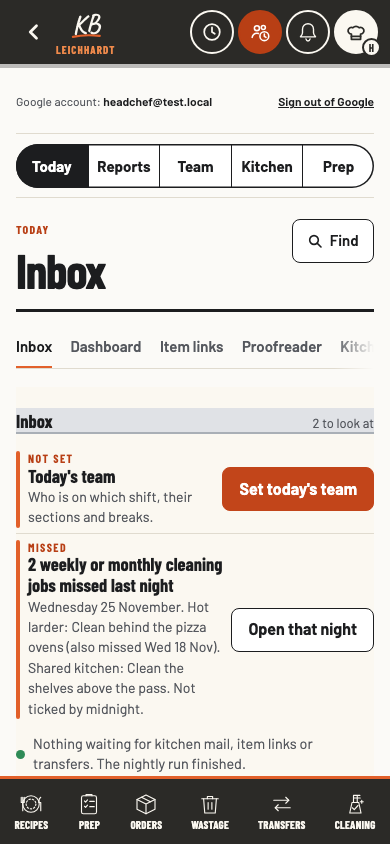 KB
LEICHHARDT
H
Google account: headchef@test.local
Sign out of Google
Today
Reports
Team
Kitchen
Prep
TODAY
Find
Inbox
Inbox
Dashboard
Item links
Proofreader
Kitch
Inbox
2 to look at
NOT SET
Today's team
Who is on which shift, their
sections and breaks.
Set today's team
MISSED
2 weekly or monthly cleaning
jobs missed last night
Wednesday 25 November. Hot
larder: Clean behind the pizza
ovens (also missed Wed 18 Nov).
Shared kitchen: Clean the
shelves above the pass. Not
ticked by midnight.
Open that night
Nothing waiting for kitchen mail, item links or
transfers. The nightly run finished.
RECIPES
PREP
ORDERS
WASTAGE
TRANSFERS
CLEANING